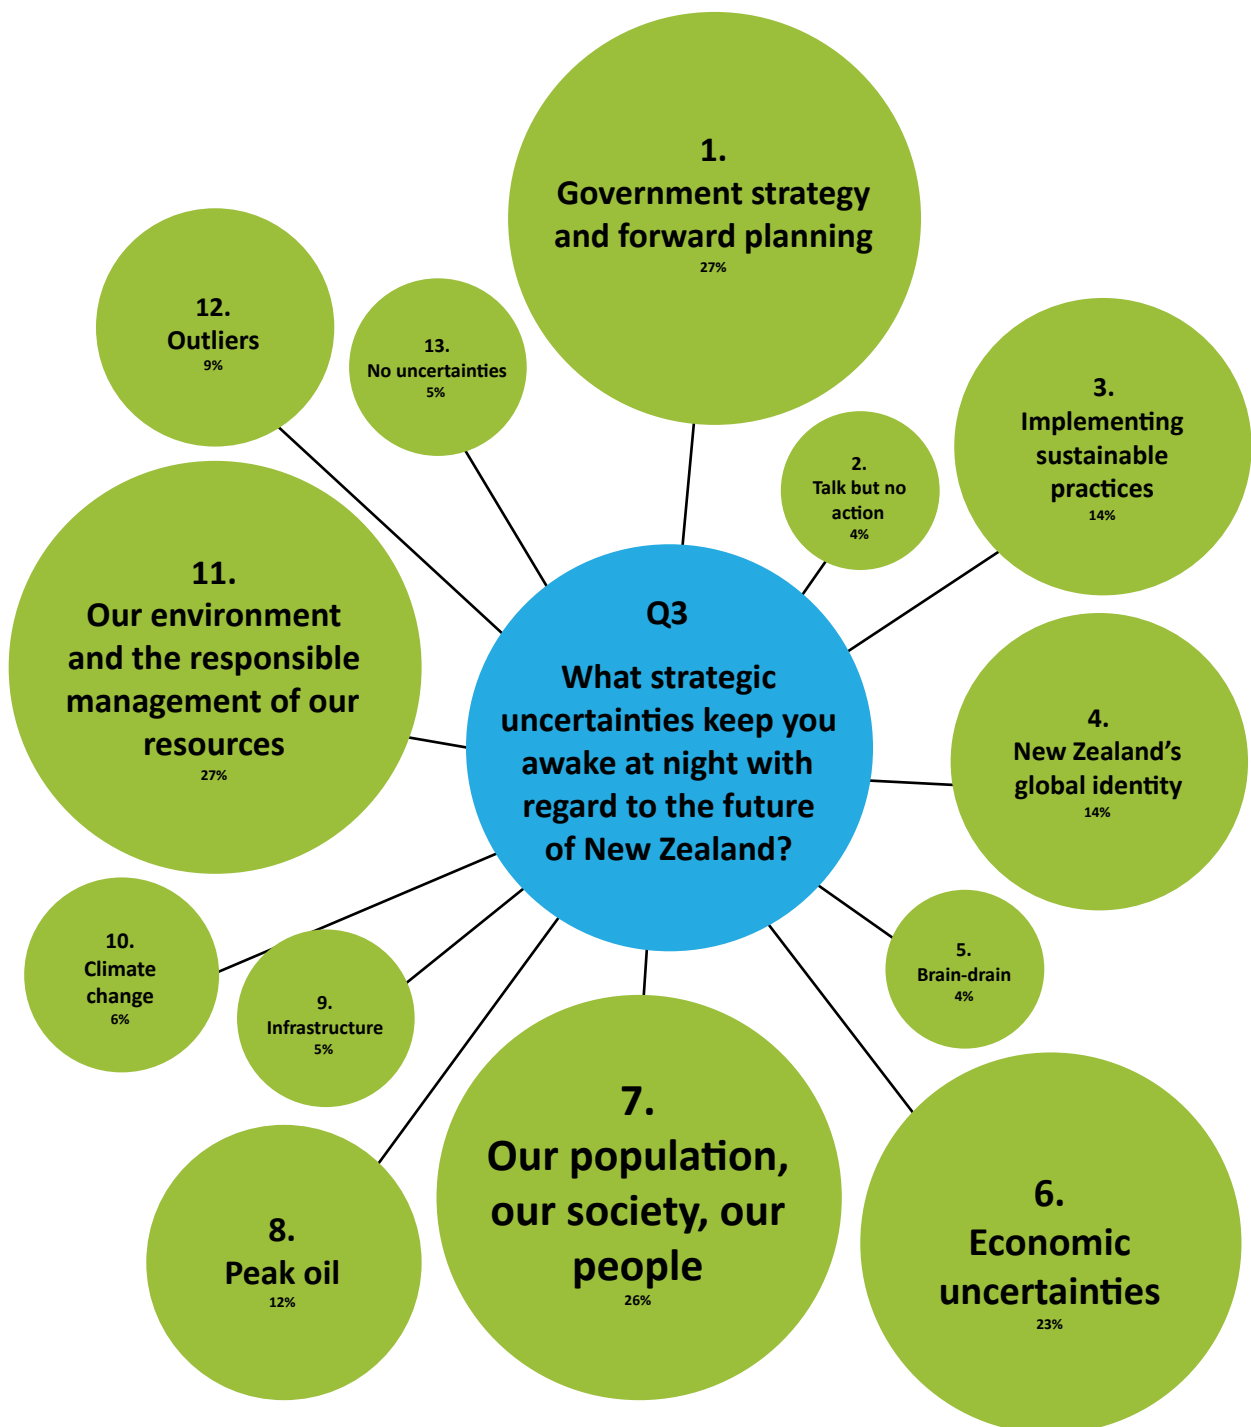 1.
Government strategy
and forward planning
27%
2.
Talk but no
action
4%
3.
Implementing
sustainable
practices
14%
4.
New Zealand’s
global identity
14%
5.
Brain-drain
4%
6.
Economic
uncertainties
23%
7.
Our population,
our society, our
people
26%
8.
Peak oil
12%
9.
Infrastructure
5%
10.
Climate
change
6%
11.
Our environment
and the responsible
management of our
resources
27%
12.
Outliers
9%
13.
No uncertainties
5%
Q3
What strategic
uncertainties keep you
awake at night with
regard to the future
of New Zealand?